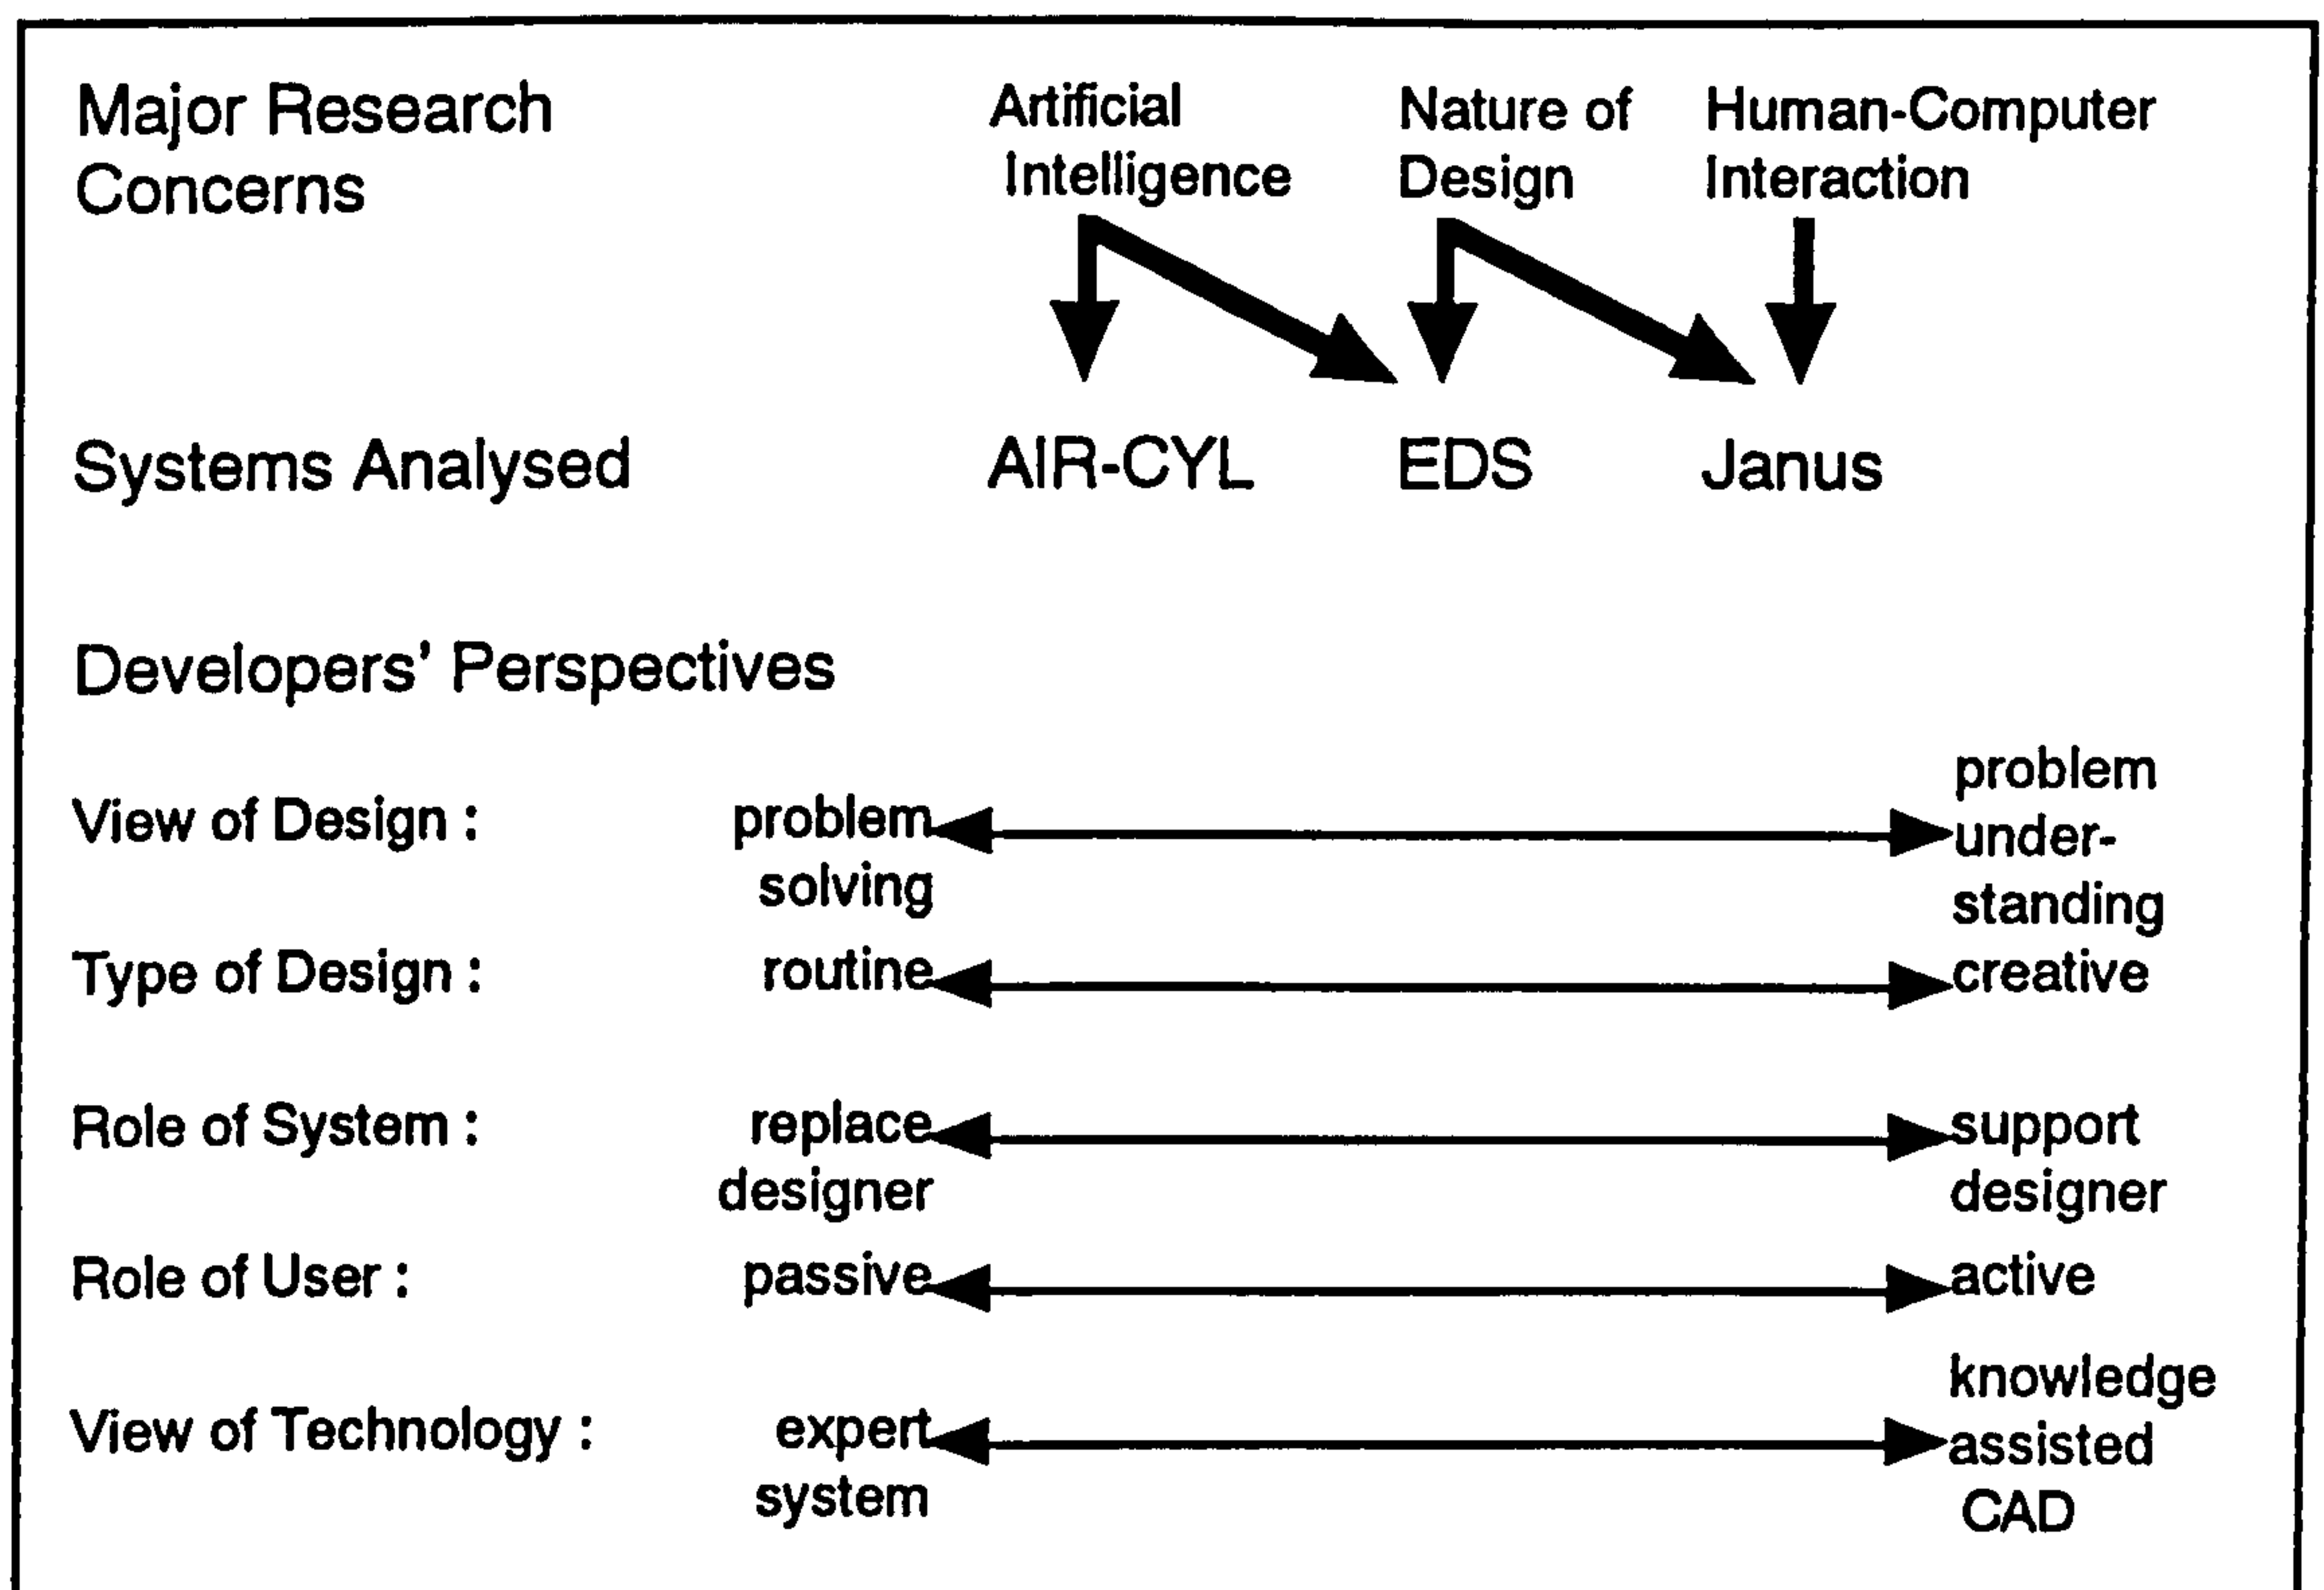 Major Research Concerns
Artificial Intelligence
Nature of Design
Human-Computer Interaction
Systems Analysed
AIR-CYL
EDS
Janus
Developers' Perspectives
View of Design :
problem
solving
problem
under-
standing
Type of Design :
routine
creative
Role of System :
replace
designer
support
designer
Role of User :
passive
active
View of Technology :
expert
system
knowledge
assisted
CAD